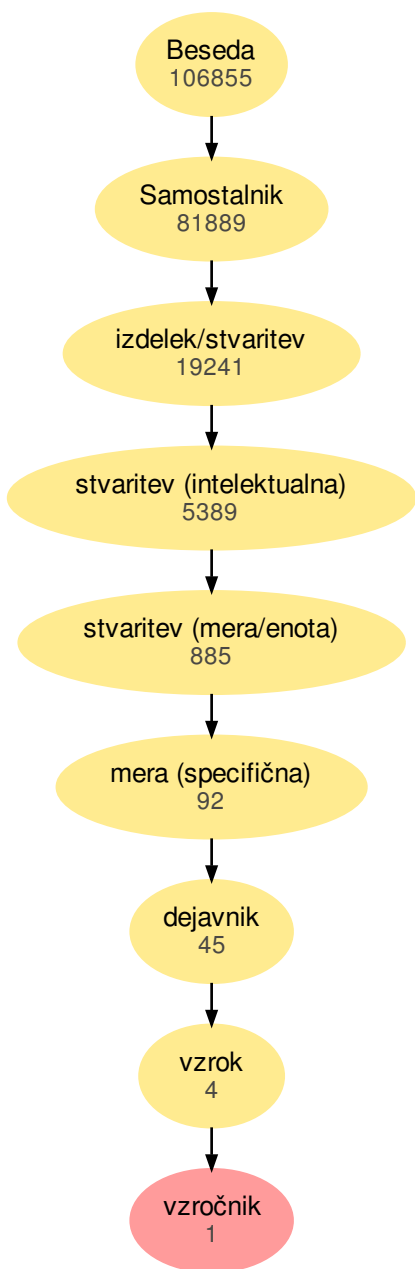 Beseda
106855
Samostalnik
81889
izdelek/stvaritev
19241
stvaritev (intelektualna)
5389
stvaritev (mera/enota)
885
mera (specifična)
92
dejavnik
45
vzrok
4
vzročnik
1